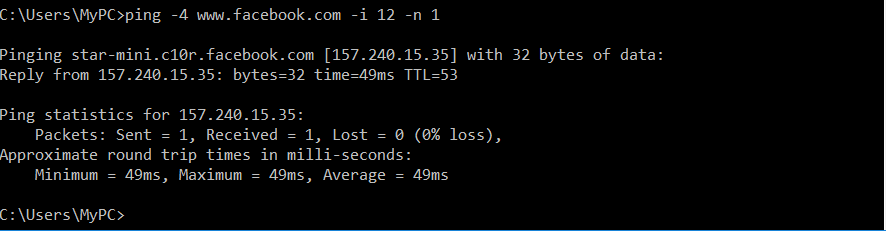 C:\Users\MyPC>ping -4 www.facebook.com -i 12 -n 1
Pinging star-mini.c10r.facebook.com [157.240.15.35] with 32 bytes of data:
Reply from 157.240.15.35: bytes=32 time=49ms TTL=53
Ping statistics for 157.240.15.35:
    Packets: Sent = 1, Received = 1, Lost = 0 (0% loss),
Approximate round trip times in milli-seconds:
    Minimum = 49ms, Maximum = 49ms, Average = 49ms
C:\Users\MyPC>